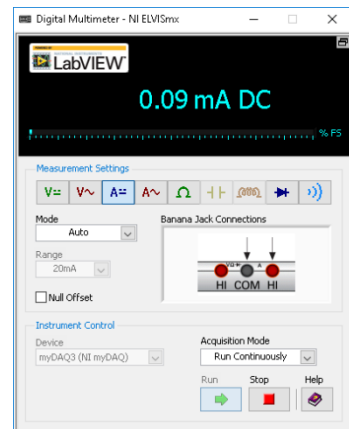 Digital Multimeter - NI ELVISmx
LabVIEW
0.09 mA DC
% FS
Measurement Settings
V= V~ A= A~ Ω
Mode
Banana Jack Connections
Auto
Range
20mA
HI COM HI
Null Offset
Instrument Control
Device
Acquisition Mode
myDAQ3 (NI myDAQ)
Run Continuously
Run Stop Help